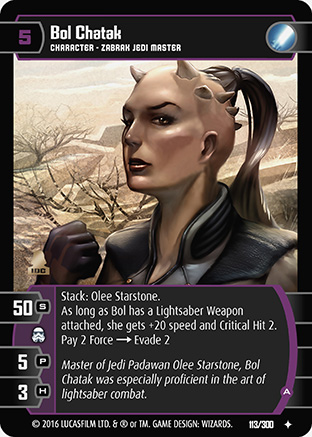 5
Bol Chatak
CHARACTER - ZABRAK JEDI MASTER
50 S
Stack: Olee Starstone.
As long as Bol has a Lightsaber Weapon
attached, she gets +20 speed and Critical Hit 2.
Pay 2 Force → Evade 2
5 P
3 H
Master of Jedi Padawan Olee Starstone, Bol
Chatak was especially proficient in the art of
lightsaber combat.
A
© 2016 LUCASFILM LTD. & ® or TM. GAME DESIGN: WIZARDS.
113/300